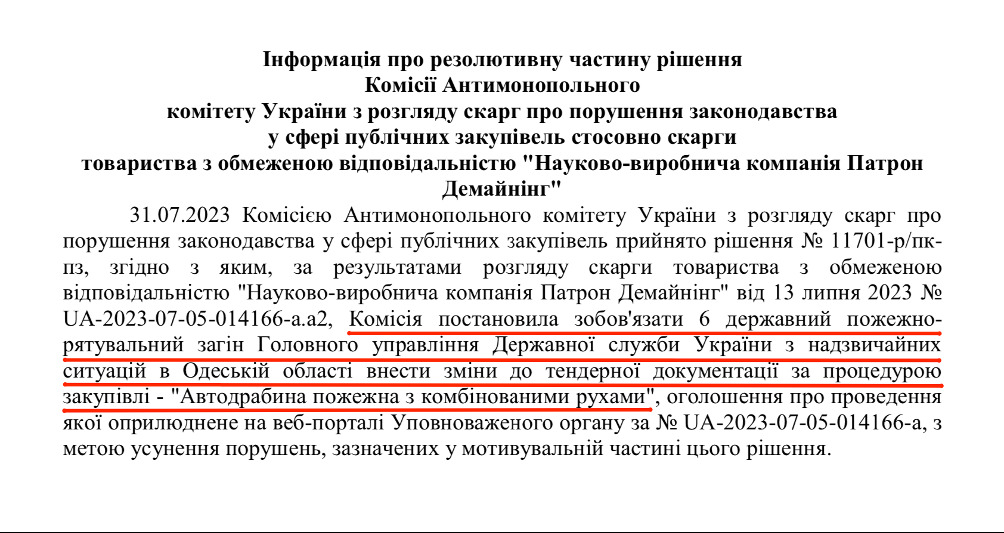 Інформація про резолютивну частину рішення
Комісії Антимонопольного
комітету України з розгляду скарг про порушення законодавства
у сфері публічних закупівель стосовно скарги
товариства з обмеженою відповідальністю "Науково-виробнича компанія Патрон
Демайнінг"
31.07.2023 Комісією Антимонопольного комітету України з розгляду скарг про
порушення законодавства у сфері публічних закупівель прийнято рішення № 11701-р/пк-
пз, згідно з яким, за результатами розгляду скарги товариства з обмеженою
відповідальністю "Науково-виробнича компанія Патрон Демайнінг" від 13 липня 2023 №
UA-2023-07-05-014166-a.a2, Комісія постановила зобов'язати 6 державний пожежно-
рятувальний загін Головного управління Державної служби України з надзвичайних
ситуацій в Одеській області внести зміни до тендерної документації за процедурою
закупівлі - "Автодрабина пожежна з комбінованими рухами", оголошення про проведення
якої оприлюднене на веб-порталі Уповноваженого органу за № UA-2023-07-05-014166-a, з
метою усунення порушень, зазначених у мотивувальній частині цього рішення.